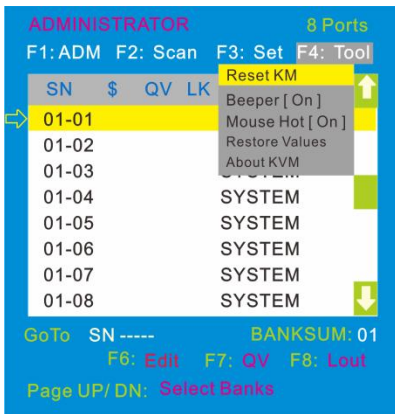 ADMINISTRATOR 8 Ports
F1: ADM F2: Scan F3: Set F4: Tool
SN $ QV LK
Reset KM
Beeper [ On ]
Mouse Hot [ On ]
Restore Values
About KVM
01-01
01-02
01-03
01-04 SYSTEM
01-05 SYSTEM
01-06 SYSTEM
01-07 SYSTEM
01-08 SYSTEM
GoTo SN ----- BANKSUM: 01
F6: Edit F7: QV F8: Lout
Page UP/ DN: Select Banks